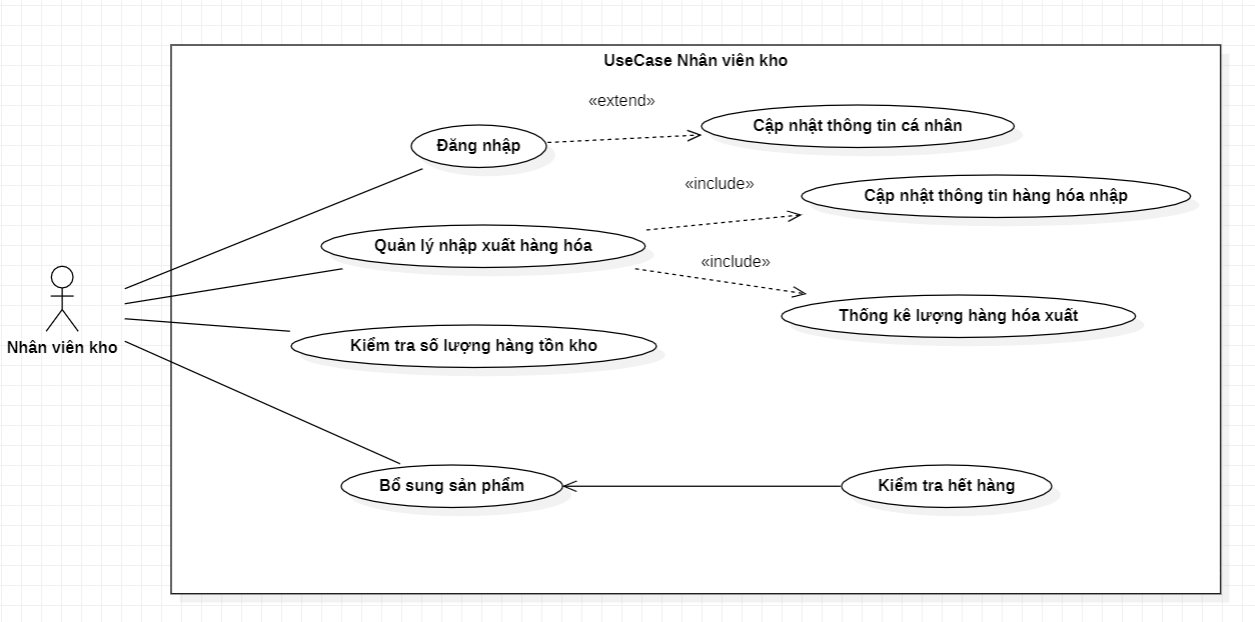 UseCase Nhân viên kho
«extend»
Đăng nhập
Cập nhật thông tin cá nhân
«include»
Cập nhật thông tin hàng hóa nhập
Quản lý nhập xuất hàng hóa
«include»
Thống kê lượng hàng hóa xuất
Kiểm tra số lượng hàng tồn kho
Nhân viên kho
Bổ sung sản phẩm
Kiểm tra hết hàng